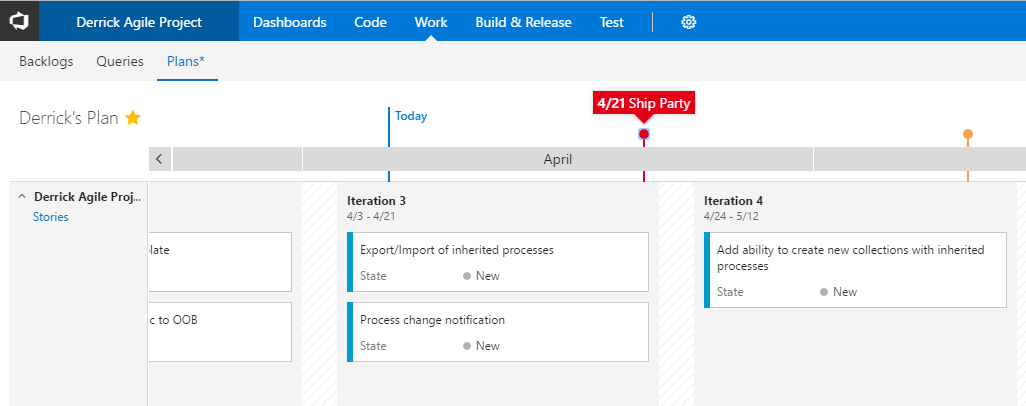 Derrick Agile Project Dashboards Code Work Build & Release Test
Backlogs Queries Plans*
Derrick's Plan
Today
4/21 Ship Party
April
Derrick Agile Proj...
Stories
Iteration 3
4/3 - 4/21
Iteration 4
4/24 - 5/12
late
Export/Import of inherited processes
State New
Add ability to create new collections with inherited
processes
State New
c to OOB
Process change notification
State New